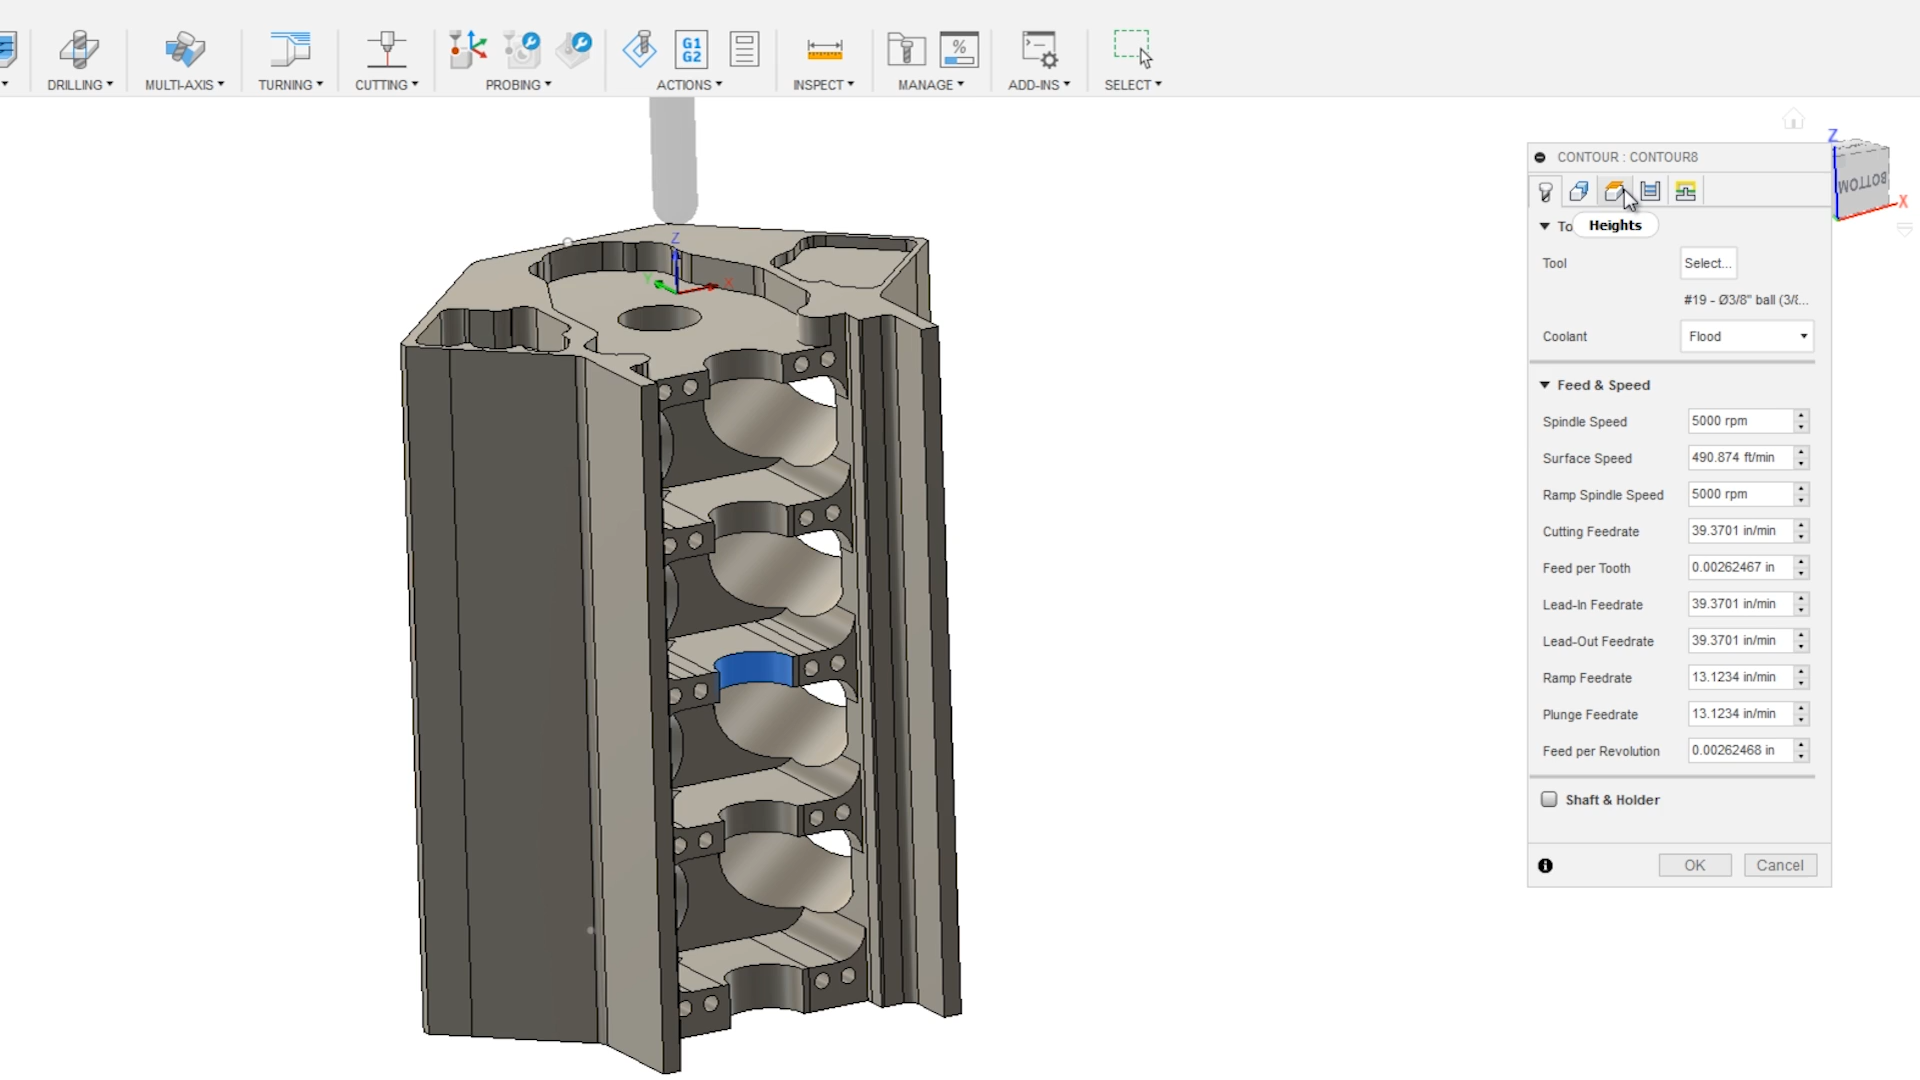 G1
G2
%
DRILLING
MULTI-AXIS
TURNING
CUTTING
PROBING
ACTIONS
INSPECT
MANAGE
ADD-INS
SELECT
Z
BOTTOM
X
CONTOUR : CONTOUR8
To
Heights
Tool
Select...
#19 - Ø3/8" ball (3/8...
Coolant
Flood
Feed & Speed
Spindle Speed
5000 rpm
Surface Speed
490.874 ft/min
Ramp Spindle Speed
5000 rpm
Cutting Feedrate
39.3701 in/min
Feed per Tooth
0.00262467 in
Lead-In Feedrate
39.3701 in/min
Lead-Out Feedrate
39.3701 in/min
Ramp Feedrate
13.1234 in/min
Plunge Feedrate
13.1234 in/min
Feed per Revolution
0.00262468 in
Shaft & Holder
OK
Cancel
Z
Y
X